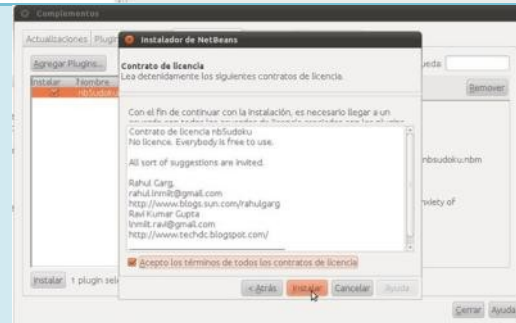 Complementos
Instalador de NetBeans
Actualizaciones Plugin
Contrato de licencia
Lea detenidamente los siguientes contratos de licencia.
Agregar Plugins...
Instalar Nombre
Remover
nbSudoku
Con el fin de continuar con la instalación, es necesario llegar a un
Contrato de licencia nbSudoku
No licence. Everybody is free to use.
All sort of suggestions are invited.
nbsudoku.nbm
Rahul Garg,
rahul.lnmiit@gmail.com
http://www.blogs.sun.com/rahulgarg
Ravi Kumar Gupta
lnmiit.ravi@gmail.com
http://www.techdc.blogspot.com/
Acepto los términos de todos los contratos de licencia
Instalar 1 plugin sel
< Atrás Instalar Cancelar Ayuda
Cerrar Ayuda